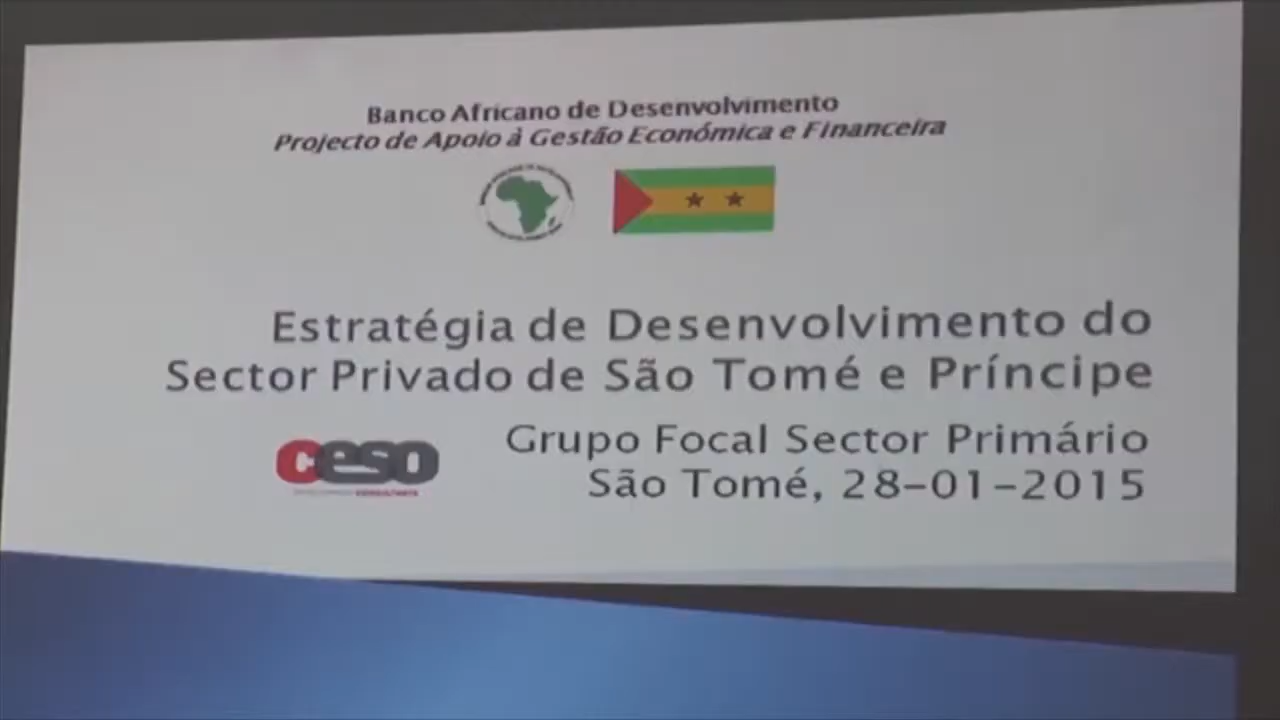 Banco Africano de Desenvolvimento
Projecto de Apoio à Gestão Económica e Financeira
Estratégia de Desenvolvimento do
Sector Privado de São Tomé e Príncipe
ceso
CONSULTANTS
Grupo Focal Sector Primário
São Tomé, 28-01-2015